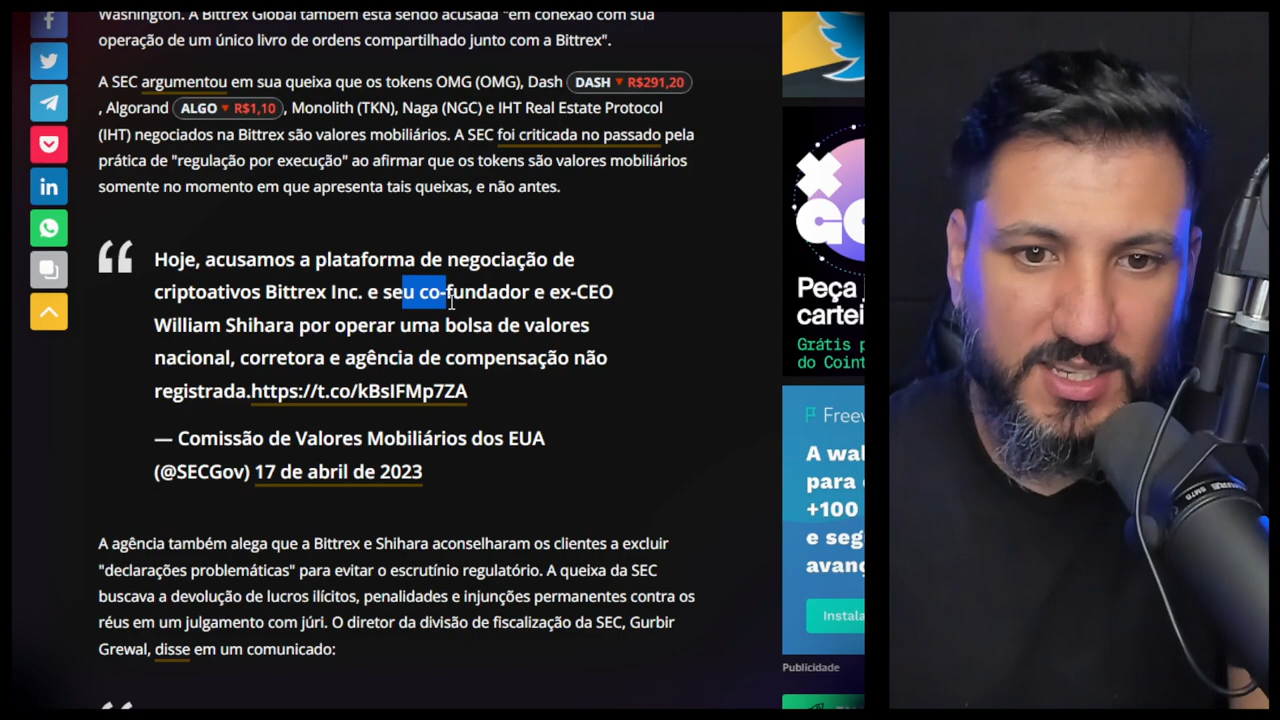 Washington. A Bittrex Global também está sendo acusada "em conexão com sua
operação de um único livro de ordens compartilhado junto com a Bittrex".
A SEC argumentou em sua queixa que os tokens OMG (OMG), Dash DASH ▼ R$291,20
, Algorand ALGO ▼ R$1,10 , Monolith (TKN), Naga (NGC) e IHT Real Estate Protocol
(IHT) negociados na Bittrex são valores mobiliários. A SEC foi criticada no passado pela
prática de "regulação por execução" ao afirmar que os tokens são valores mobiliários
somente no momento em que apresenta tais queixas, e não antes.
Hoje, acusamos a plataforma de negociação de
criptoativos Bittrex Inc. e seu co-fundador e ex-CEO
William Shihara por operar uma bolsa de valores
nacional, corretora e agência de compensação não
registrada.https://t.co/kBsIFMp7ZA
— Comissão de Valores Mobiliários dos EUA
(@SECGov) 17 de abril de 2023
A agência também alega que a Bittrex e Shihara aconselharam os clientes a excluir
"declarações problemáticas" para evitar o escrutínio regulatório. A queixa da SEC
buscava a devolução de lucros ilícitos, penalidades e injunções permanentes contra os
réus em um julgamento com júri. O diretor da divisão de fiscalização da SEC, Gurbir
Grewal, disse em um comunicado:
Peça
cartei
Grátis p
do Coint
Freew
A wal
para
+100
e seg
avanç
Instala
Publicidade
SM7B